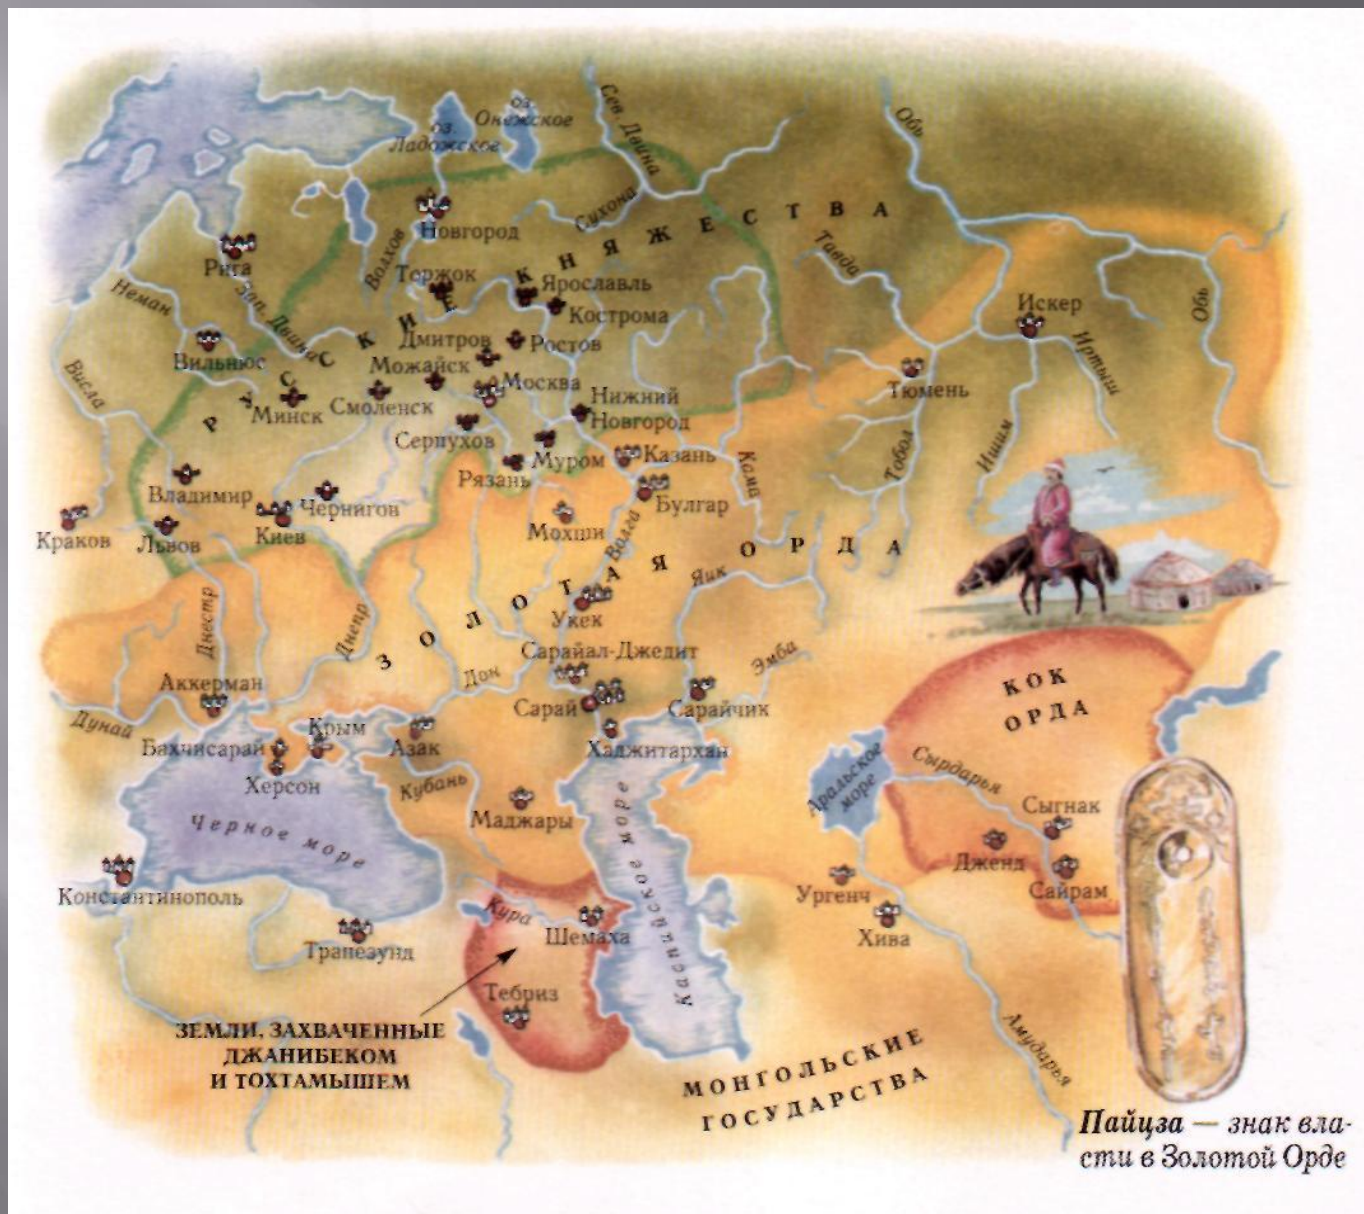 оз. Онежское
оз. Ладожское
Сев. Двина
Обь
Сухона
РУССКИЕ КНЯЖЕСТВА
Новгород
Волхов
Тавда
Рига
Торжок
Ярославль
Неман
Зап. Двина
Кострома
Искер
Обь
Дмитров
Ростов
Вильнюс
Можайск
Москва
Иртыш
Висла
Минск
Смоленск
Нижний
Новгород
Тюмень
Серпухов
Муром
Казань
Кама
Тобол
Ишим
Рязань
Владимир
Чернигов
Булгар
Краков
Львов
Киев
Мохши
Волга
ЗОЛОТАЯ ОРДА
Яик
Укек
Днестр
Днепр
Сарайал-Джедит
Эмба
Дон
КОК
ОРДА
Аккерман
Сарай
Сарайчик
Дунай
Крым
Бахчисарай
Азак
Хаджитархан
Херсон
Кубань
Аральское
море
Сырдарья
Сыгнак
Маджары
Черное море
Каспийское море
Дженд
Сайрам
Константинополь
Ургенч
Хива
Кура
Шемаха
Трапезунд
Тебриз
ЗЕМЛИ, ЗАХВАЧЕННЫЕ
ДЖАНИБЕКОМ
И ТОХТАМЫШЕМ
МОНГОЛЬСКИЕ
ГОСУДАРСТВА
Амударья
Пайцза — знак вла-
сти в Золотой Орде